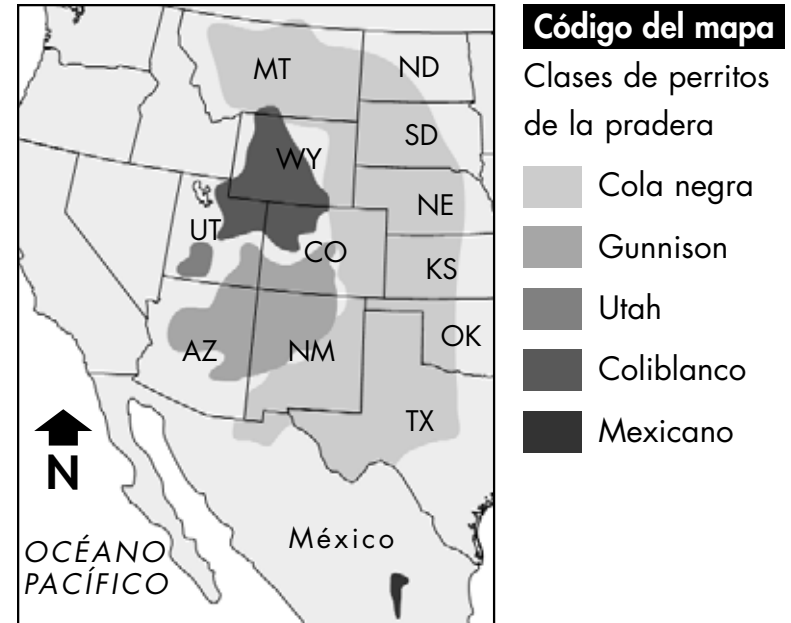 MT
ND
SD
WY
NE
UT
CO
KS
OK
AZ
NM
TX
N
México
OCÉANO
PACÍFICO
Código del mapa
Clases de perritos
de la pradera
Cola negra
Gunnison
Utah
Coliblanco
Mexicano